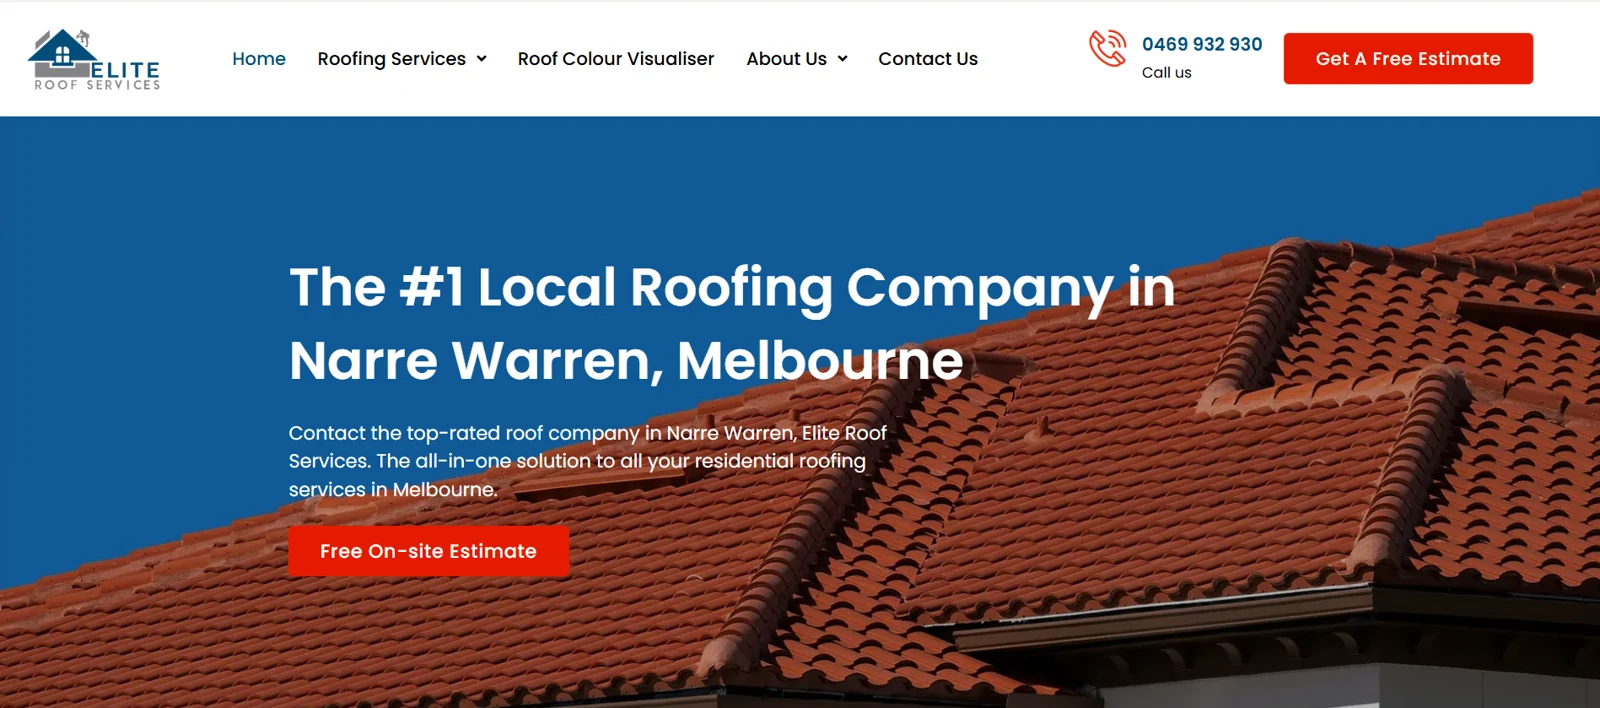 ELITE
ROOF SERVICES
Home
Roofing Services
Roof Colour Visualiser
About Us
Contact Us
0469 932 930
Call us
Get A Free Estimate
The #1 Local Roofing Company in
Narre Warren, Melbourne
Contact the top-rated roof company in Narre Warren, Elite Roof
Services. The all-in-one solution to all your residential roofing
services in Melbourne.
Free On-site Estimate